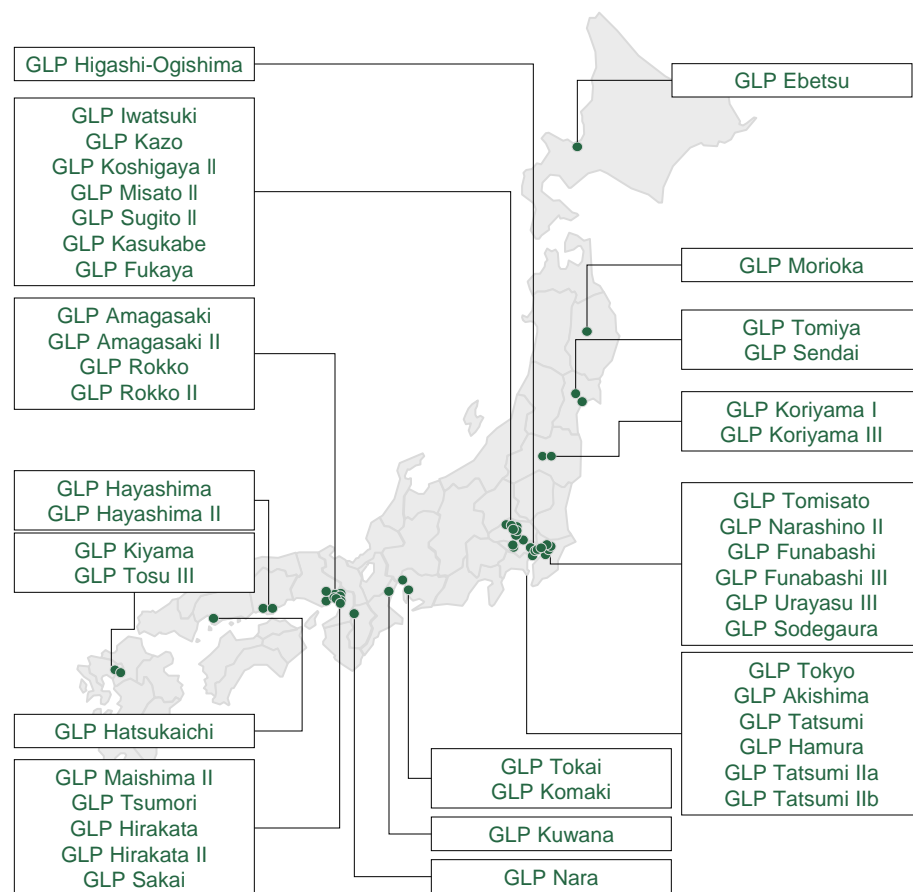 GLP Higashi-Ogishima
GLP Iwatsuki
GLP Kazo
GLP Koshigaya ll
GLP Misato ll
GLP Sugito ll
GLP Kasukabe
GLP Fukaya
GLP Amagasaki
GLP Amagasaki II
GLP Rokko
GLP Rokko II
GLP Hayashima
GLP Hayashima II
GLP Kiyama
GLP Tosu III
GLP Hatsukaichi
GLP Maishima II
GLP Tsumori
GLP Hirakata
GLP Hirakata II
GLP Sakai
GLP Ebetsu
GLP Morioka
GLP Tomiya
GLP Sendai
GLP Koriyama I
GLP Koriyama III
GLP Tomisato
GLP Narashino II
GLP Funabashi
GLP Funabashi III
GLP Urayasu III
GLP Sodegaura
GLP Tokyo
GLP Akishima
GLP Tatsumi
GLP Hamura
GLP Tatsumi IIa
GLP Tatsumi IIb
GLP Tokai
GLP Komaki
GLP Kuwana
GLP Nara